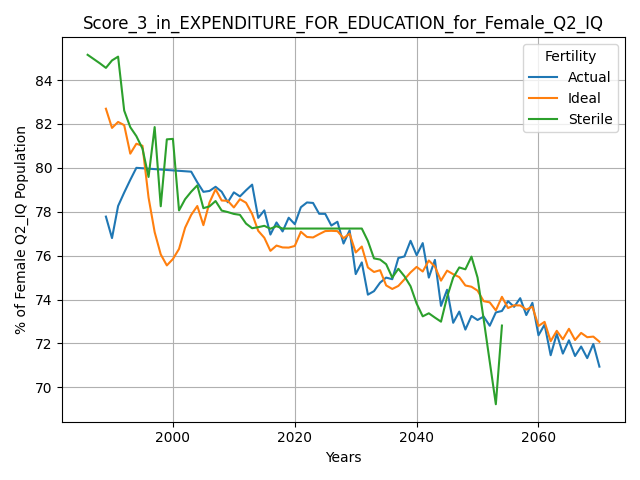 Score_3_in_EXPENDITURE_FOR_EDUCATION_for_Female_Q2_IQ
% of Female Q2_IQ Population
84
82
80
78
76
74
72
70
Fertility
Actual
Ideal
Sterile
2000 2020 2040 2060
Years